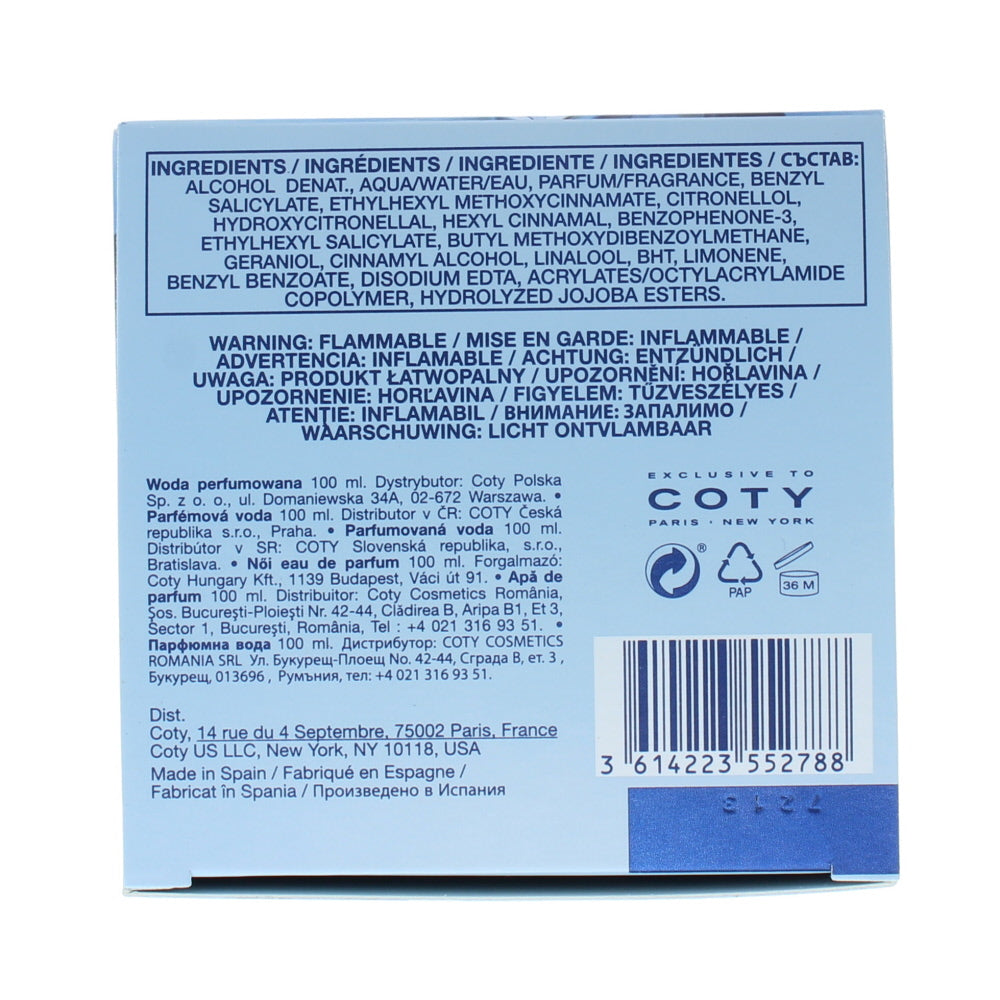 INGREDIENTS / INGRÉDIENTS / INGREDIENTE / INGREDIENTES / СЪСТАВ:
ALCOHOL DENAT., AQUA/WATER/EAU, PARFUM/FRAGRANCE, BENZYL
SALICYLATE, ETHYLHEXYL METHOXYCINNAMATE, CITRONELLOL,
HYDROXYCITRONELLAL, HEXYL CINNAMAL, BENZOPHENONE-3,
ETHYLHEXYL SALICYLATE, BUTYL METHOXYDIBENZOYLMETHANE,
GERANIOL, CINNAMYL ALCOHOL, LINALOOL, BHT, LIMONENE,
BENZYL BENZOATE, DISODIUM EDTA, ACRYLATES/OCTYLACRYLAMIDE
COPOLYMER, HYDROLYZED JOJOBA ESTERS.
WARNING: FLAMMABLE / MISE EN GARDE: INFLAMMABLE /
ADVERTENCIA: INFLAMABLE / ACHTUNG: ENTZÜNDLICH /
UWAGA: PRODUKT ŁATWOPALNY / UPOZORNĚNÍ: HOŘLAVINA /
UPOZORNENIE: HORĽAVINA / FIGYELEM: TŰZVESZÉLYES /
ATENŢIE: INFLAMABIL / ВНИМАНИЕ: ЗАПАЛИМО /
WAARSCHUWING: LICHT ONTVLAMBAAR
Woda perfumowana 100 ml. Dystrybutor: Coty Polska
Sp. z o. o., ul. Domaniewska 34A, 02-672 Warszawa. •
Parfémová voda 100 ml. Distributor v ČR: COTY Česká
republika s.r.o., Praha. • Parfumovaná voda 100 ml.
Distribútor v SR: COTY Slovenská republika, s.r.o.,
Bratislava. • Női eau de parfum 100 ml. Forgalmazó:
Coty Hungary Kft., 1139 Budapest, Váci út 91. • Apă de
parfum 100 ml. Distribuitor: Coty Cosmetics România,
Şos. Bucureşti-Ploieşti Nr. 42-44, Clădirea B, Aripa B1, Et 3,
Sector 1, Bucureşti, România, Tel : +4 021 316 93 51. •
Парфюмна вода 100 ml. Дистрибутор: COTY COSMETICS
ROMANIA SRL Ул. Букурещ-Плоещ No. 42-44, Сграда B, ет. 3 ,
Букурещ, 013696 , Румъния, тел: +4 021 316 93 51.
EXCLUSIVE TO
COTY
PARIS · NEW YORK
®
PAP
36 M
Dist.
Coty, 14 rue du 4 Septembre, 75002 Paris, France
Coty US LLC, New York, NY 10118, USA
Made in Spain / Fabriqué en Espagne /
Fabricat în Spania / Произведено в Испания
3 614223 552788